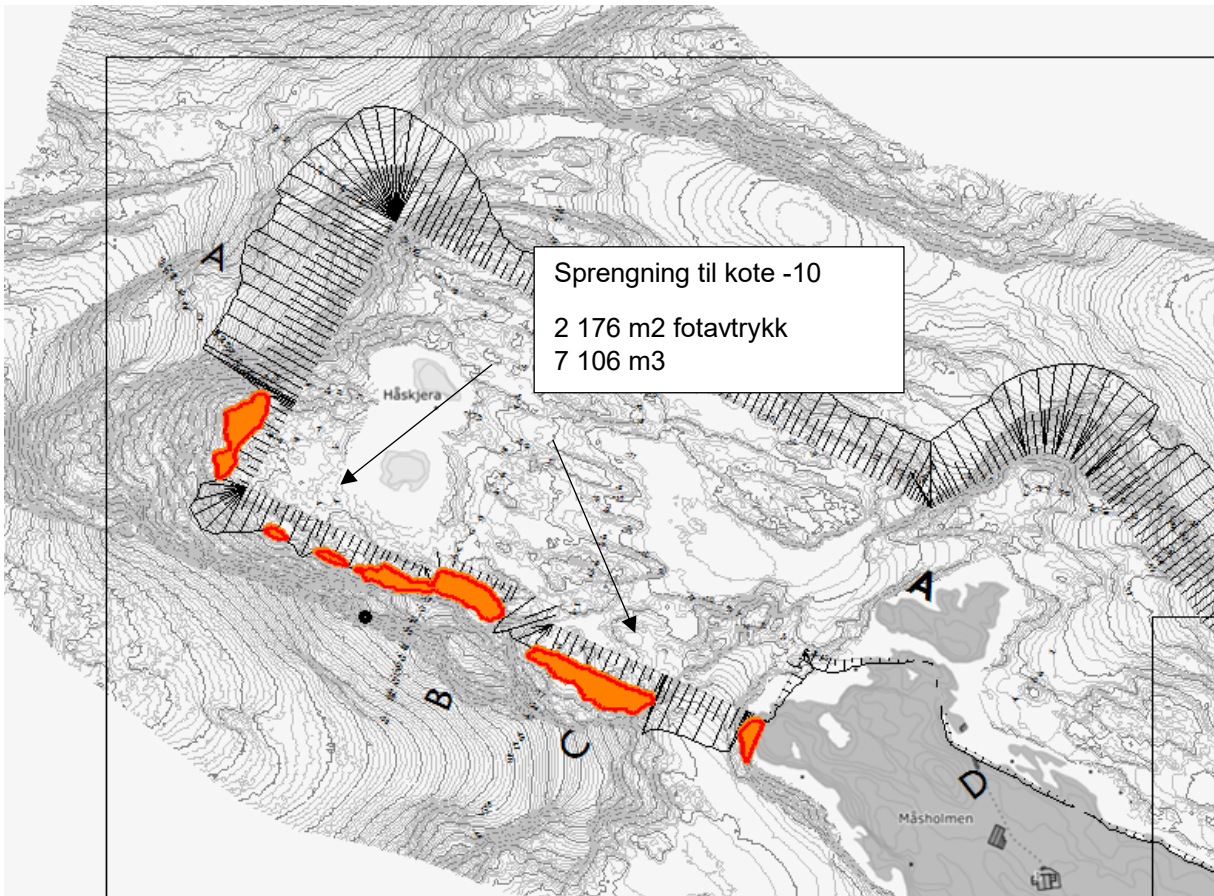 A
Sprengning til kote -10
2 176 m2 fotavtrykk
7 106 m3
Håskjera
A
B
C
D
Måsholmen